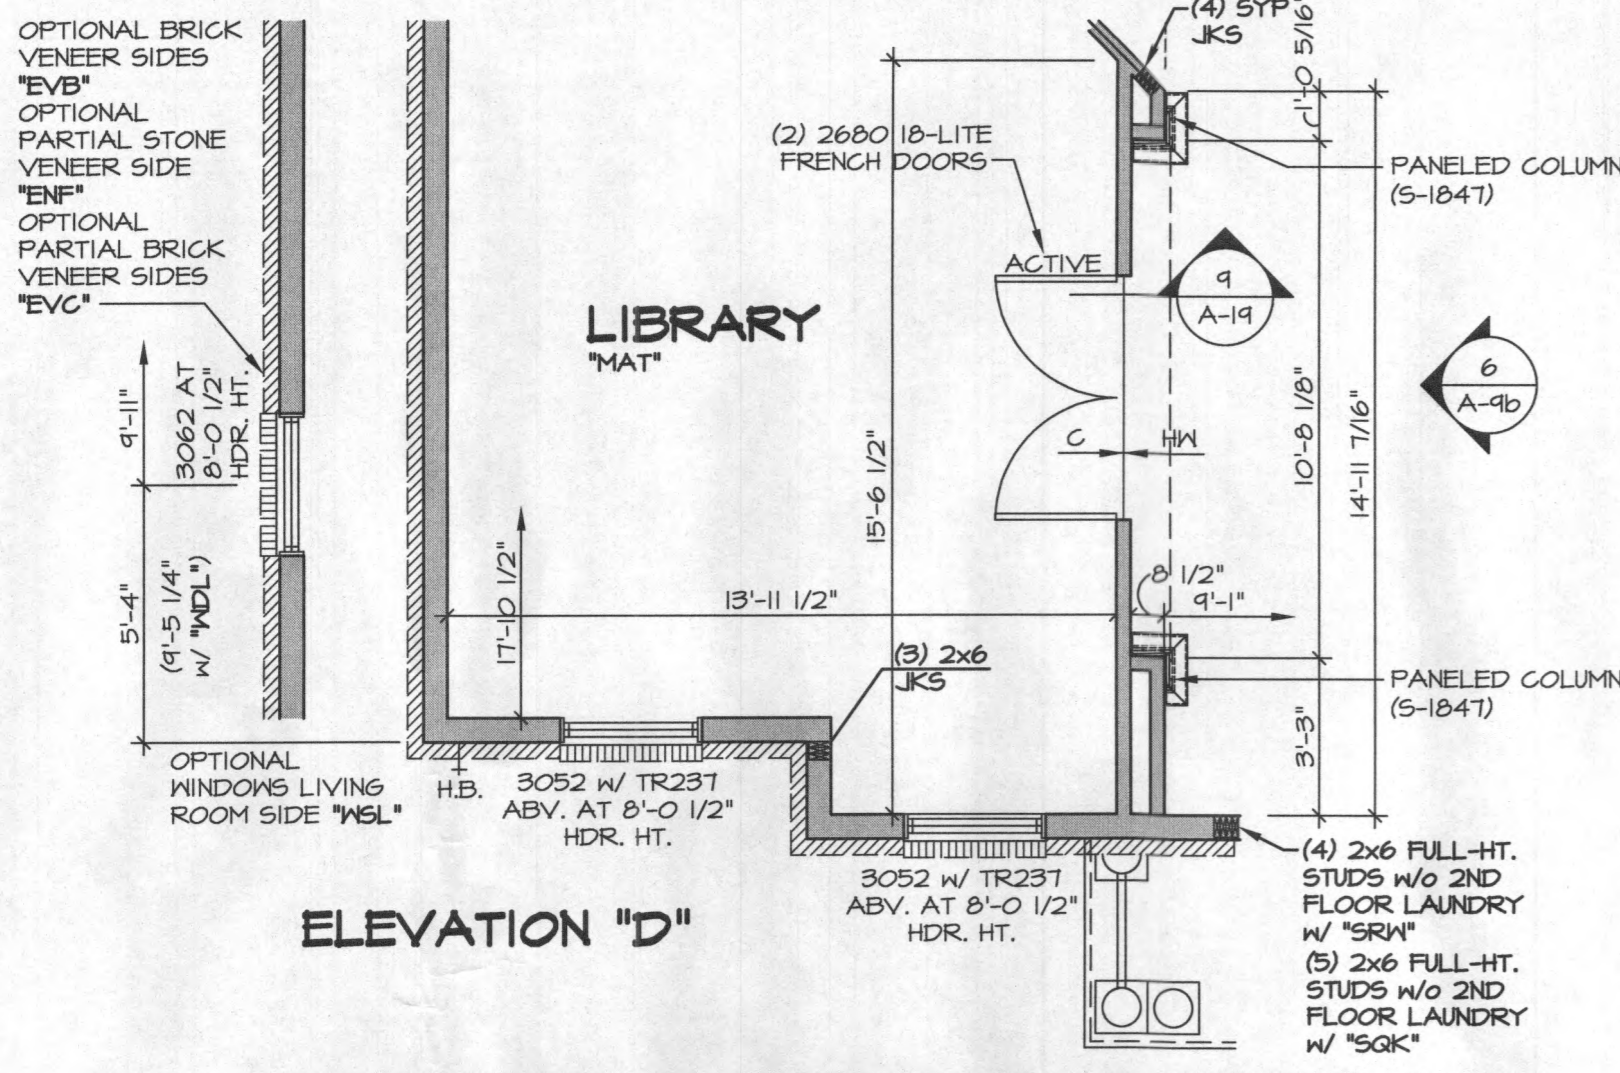 OPTIONAL BRICK
VENEER SIDES
"EVB"
OPTIONAL
PARTIAL STONE
VENEER SIDE
"ENF"
OPTIONAL
PARTIAL BRICK
VENEER SIDES
"EVC"
9'-11"
3062 AT
8'-0 1/2"
HDR. HT.
5'-4"
(9'-5 1/4"
w/ "WDL")
OPTIONAL
WINDOWS LIVING
ROOM SIDE "WSL"
LIBRARY
"MAT"
17'-10 1/2"
13'-11 1/2"
15'-6 1/2"
(2) 2680 18-LITE
FRENCH DOORS
ACTIVE
C
HW
(3) 2x6
JKS
H.B.
3052 w/ TR237
ABV. AT 8'-0 1/2"
HDR. HT.
3052 w/ TR237
ABV. AT 8'-0 1/2"
HDR. HT.
ELEVATION "D"
(4) SYP
JKS
1'-0 5/16"
PANELED COLUMN
(S-1847)
9
A-19
6
A-9b
10'-8 1/8"
14'-11 7/16"
8 1/2"
9'-1"
PANELED COLUMN
(S-1847)
3'-3"
(4) 2x6 FULL-HT.
STUDS w/o 2ND
FLOOR LAUNDRY
w/ "SRW"
(5) 2x6 FULL-HT.
STUDS w/o 2ND
FLOOR LAUNDRY
w/ "SQK"